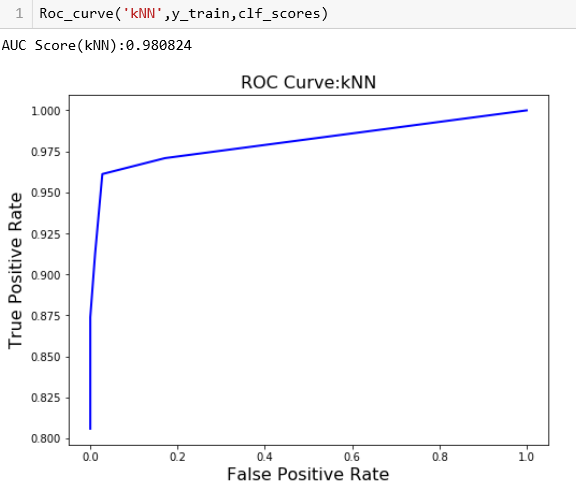 1 Roc_curve('kNN',y_train,clf_scores)
AUC Score(kNN):0.980824
ROC Curve:kNN
True Positive Rate
1.000
0.975
0.950
0.925
0.900
0.875
0.850
0.825
0.800
0.0 0.2 0.4 0.6 0.8 1.0
False Positive Rate